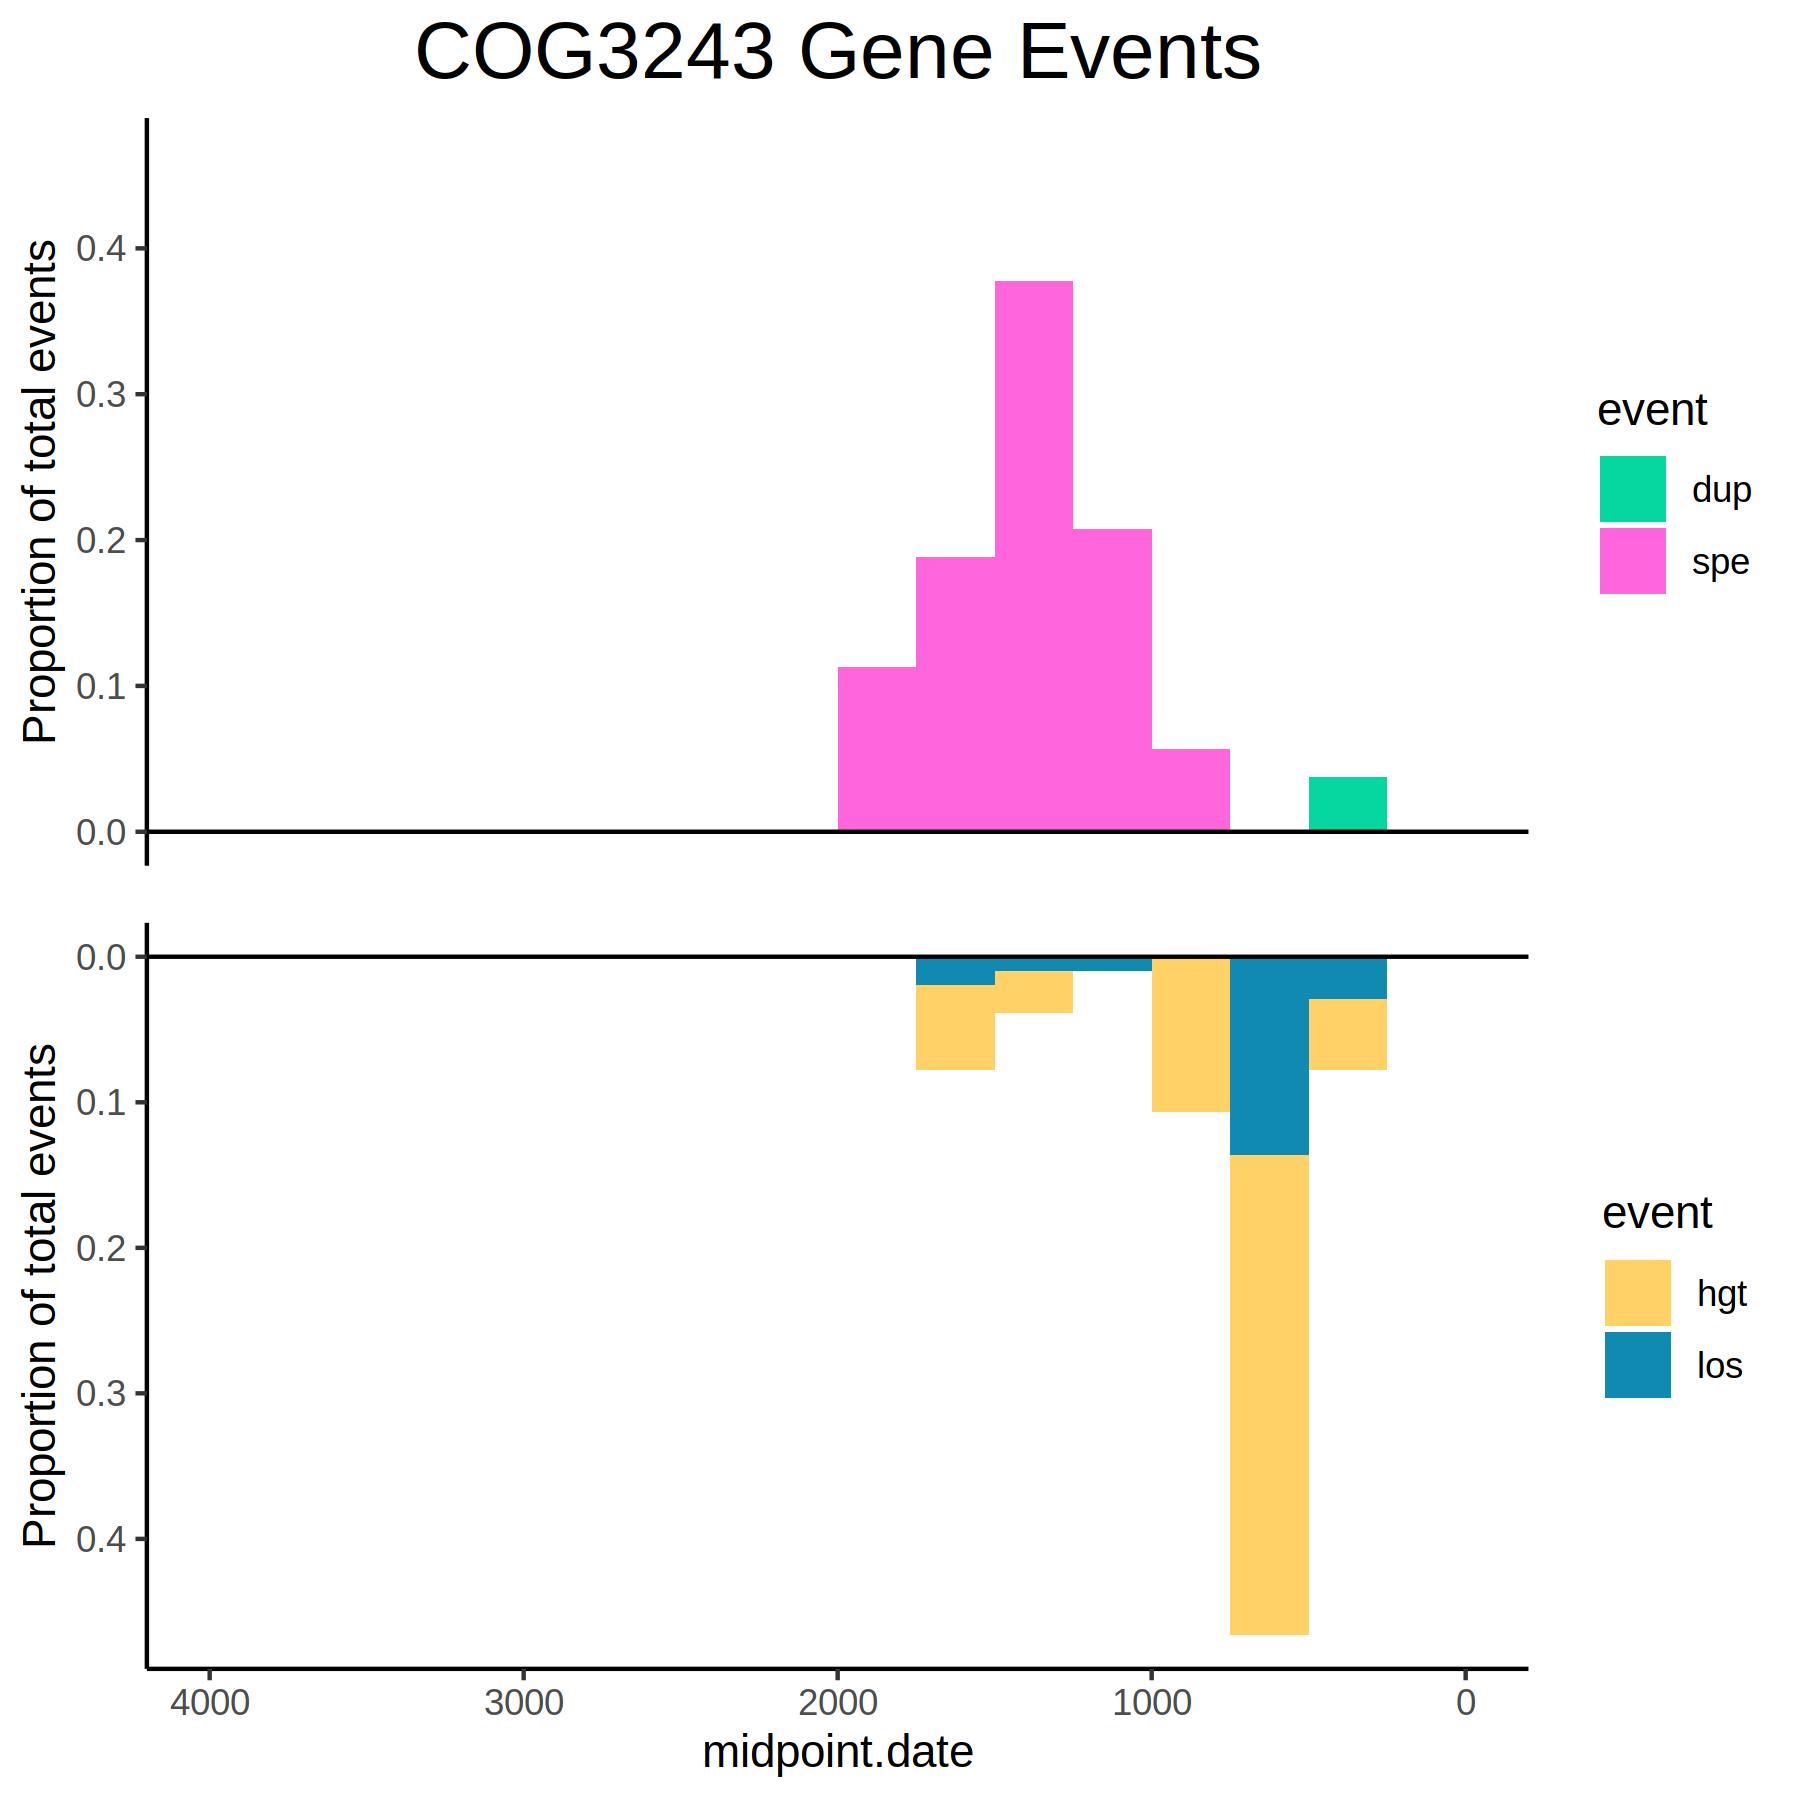 COG3243 Gene Events
Proportion of total events
0.4
0.3
0.2
0.1
0.0
event
dup
spe
Proportion of total events
0.0
0.1
0.2
0.3
0.4
event
hgt
los
4000 3000 2000 1000 0
midpoint.date